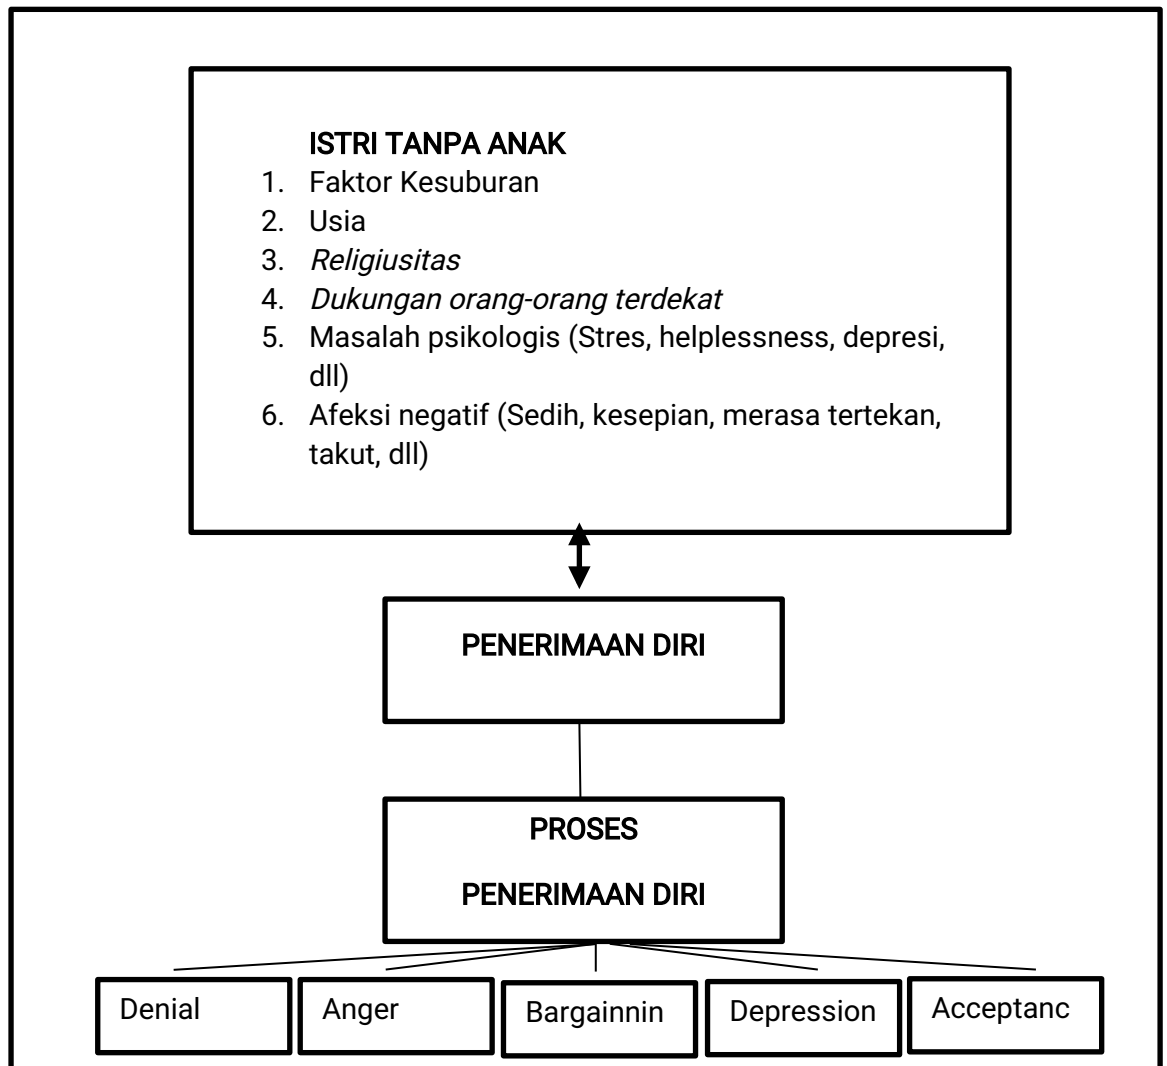 ISTRI TANPA ANAK
1. Faktor Kesuburan
2. Usia
3. Religiusitas
4. Dukungan orang-orang terdekat
5. Masalah psikologis (Stres, helplessness, depresi,
dll)
6. Afeksi negatif (Sedih, kesepian, merasa tertekan,
takut, dll)
PENERIMAAN DIRI
PROSES
PENERIMAAN DIRI
Denial
Anger
Bargainnin
Depression
Acceptanc